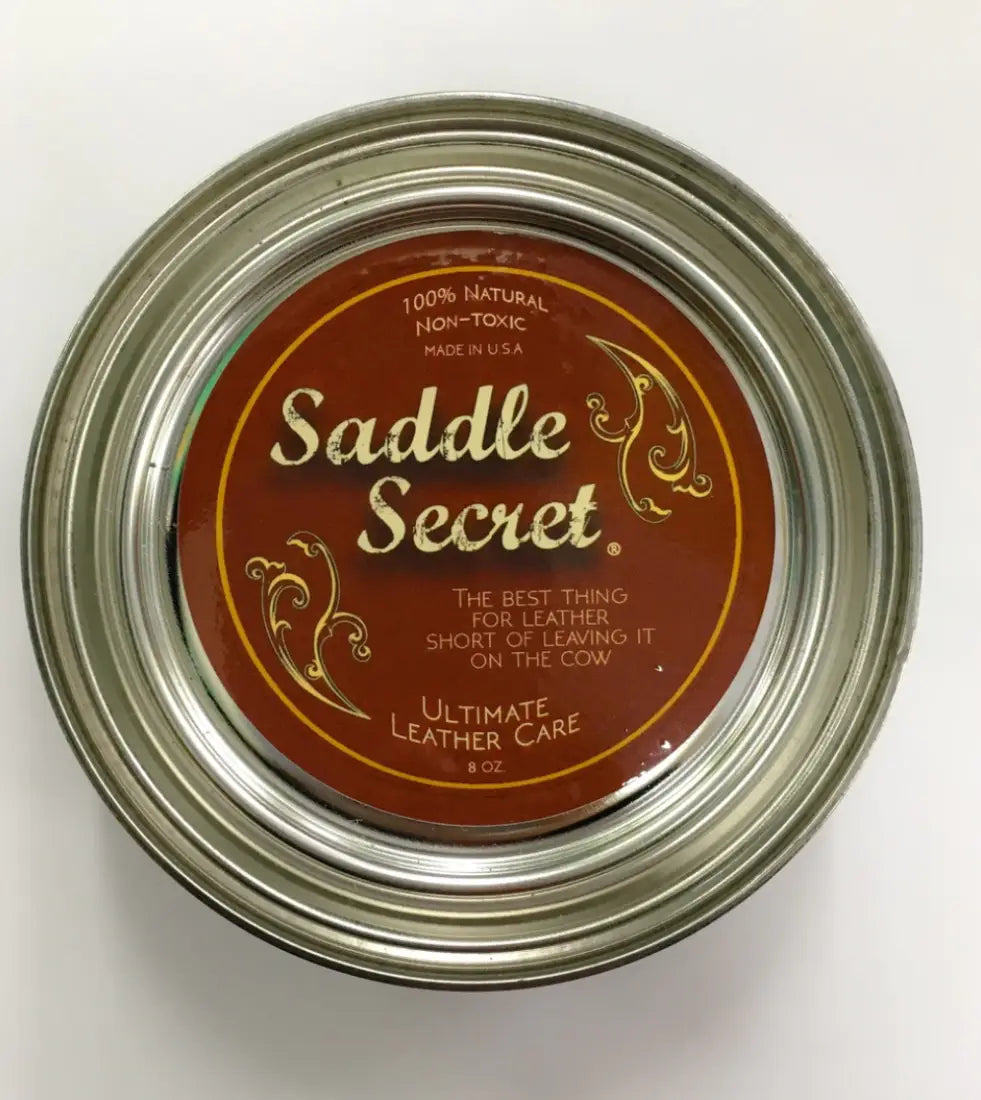 100% Natural
Non-Toxic
MADE IN U.S.A
Saddle
Secret®
The best thing
for leather
short of leaving it
on the cow
Ultimate
Leather Care
8 OZ.